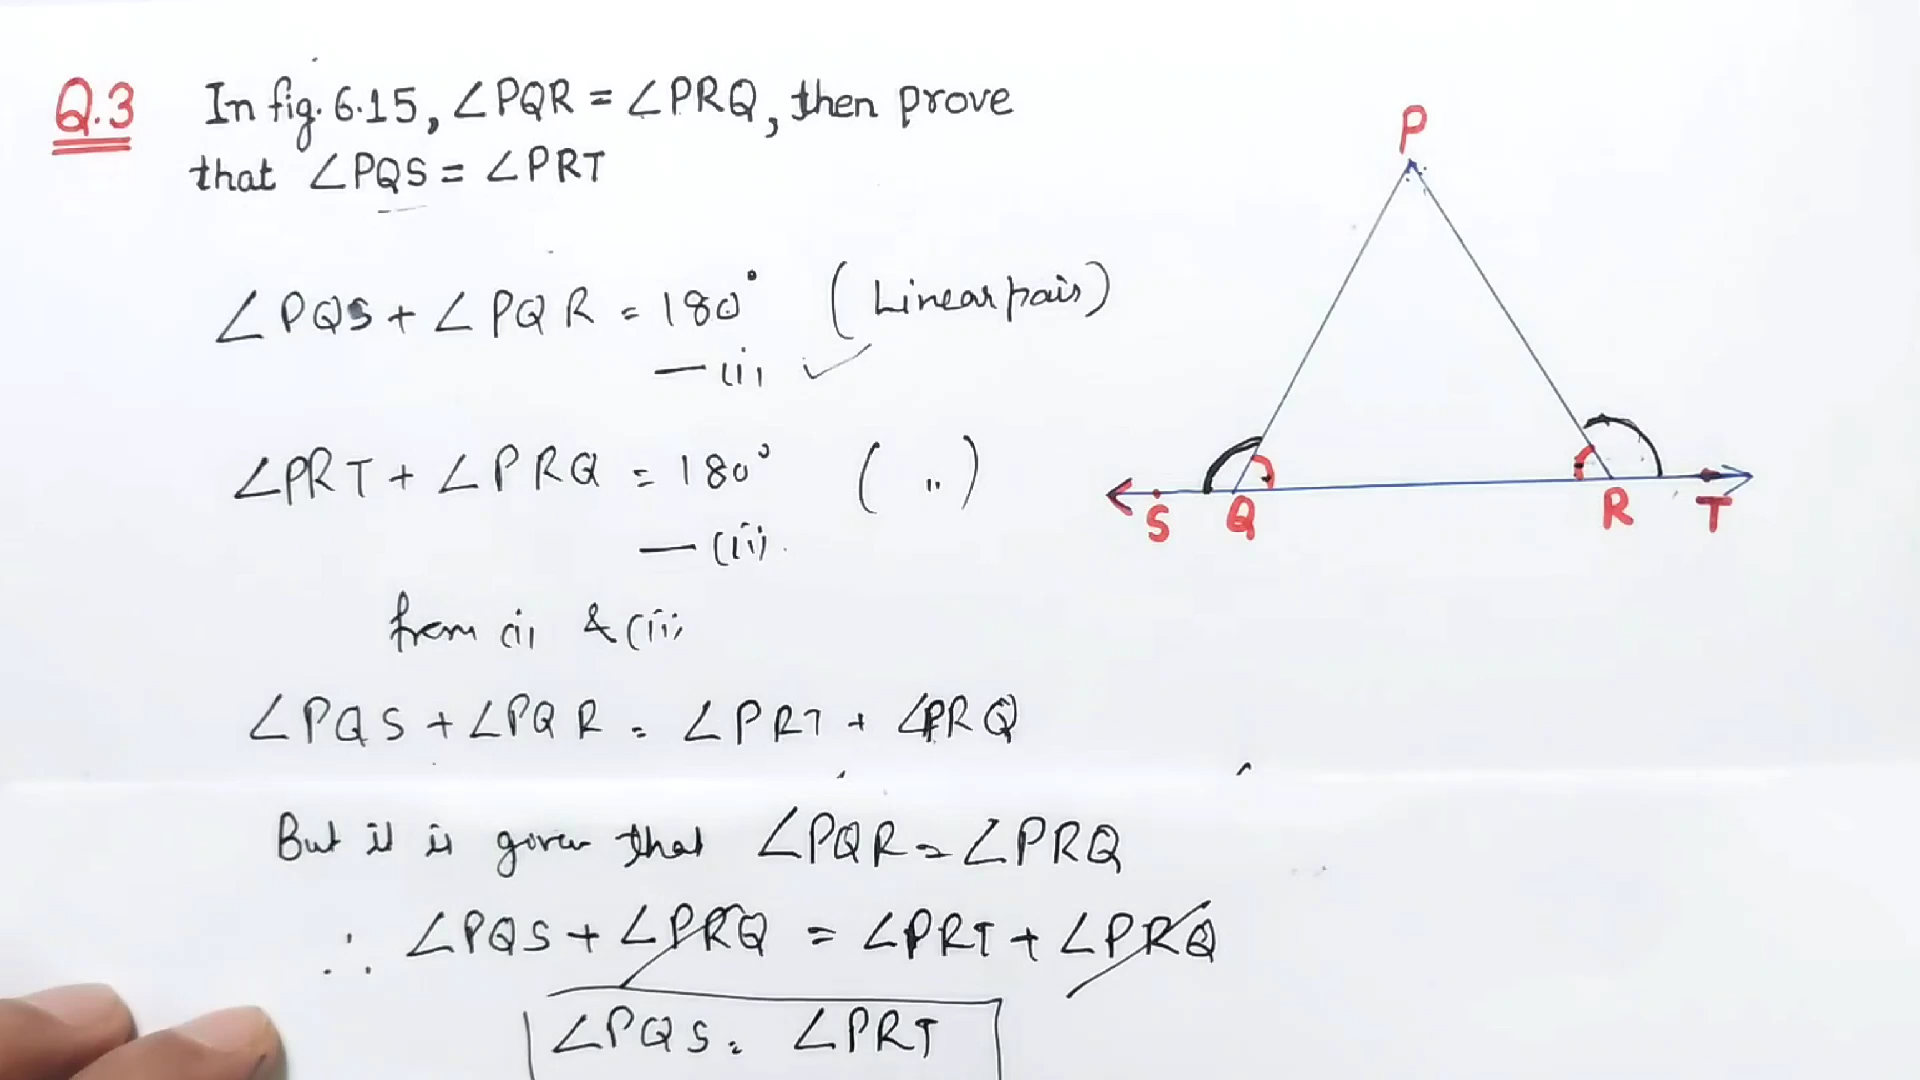 Q.3 In fig. 6.15, ∠PQR = ∠PRQ, then prove
that ∠PQS = ∠PRT
∠PQS + ∠PQR = 180° (Linear pair)
— (i) ✓
∠PRT + ∠PRQ = 180° ( " )
— (ii).
from (i) & (ii)
∠PQS + ∠PQR = ∠PRT + ∠PRQ
But it is given that ∠PQR = ∠PRQ
∴ ∠PQS + ∠PRQ = ∠PRT + ∠PRQ
∠PQS = ∠PRT
P
S Q R T